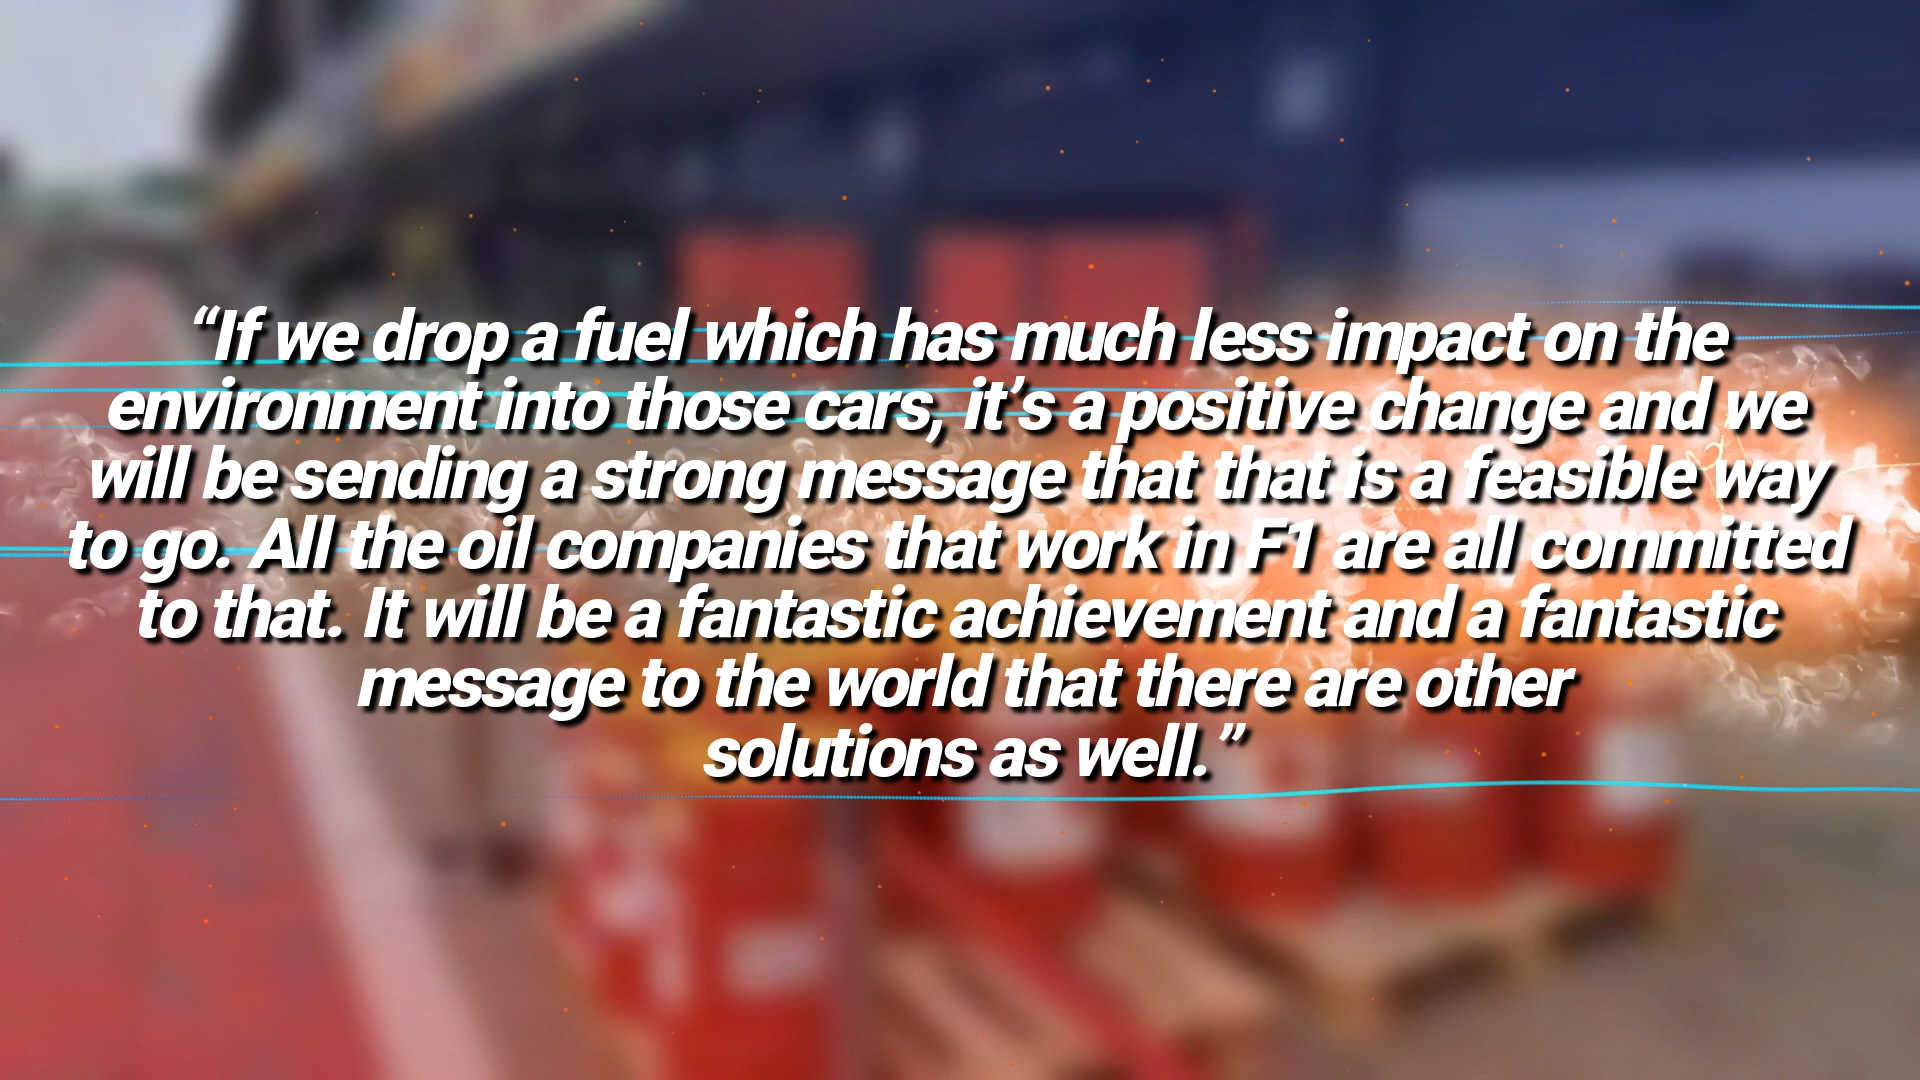 “If we drop a fuel which has much less impact on the
environment into those cars, it’s a positive change and we
will be sending a strong message that that is a feasible way
to go. All the oil companies that work in F1 are all committed
to that. It will be a fantastic achievement and a fantastic
message to the world that there are other
solutions as well.”